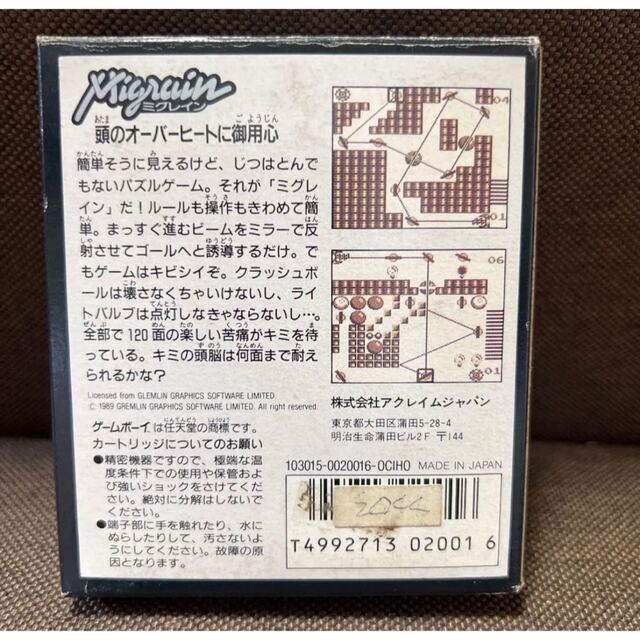 Migrain
ミグレイン
頭のオーバーヒートに御用心
簡単そうに見えるけど、じつはとんで
もないパズルゲーム。それが「ミグレ
イン」だ!ルールも操作もきわめて簡
単。まっすぐ進むビームをミラーで反
射させてゴールへと誘導するだけ。で
もゲームはキビシイぞ。クラッシュボ
ールは壊さなくちゃいけないし、ライ
トバルブは点灯しなきゃならないし…。
全部で120面の楽しい苦痛がキミを待
っている。キミの頭脳は何面まで耐え
られるかな?
Licensed from GLEMLIN GRAPHICS SOFTWARE LIMITED.
© 1989 GREMLIN GRAPHICS SOFTWARE LIMITED. All right reserved.
ゲームボーイは任天堂の商標です。
カートリッジについてのお願い
●精密機器ですので、極端な温
度条件下での使用や保管およ
び強いショックをさけてくだ
さい。絶対に分解はしないで
ください。
●端子部に手を触れたり、水に
ぬらしたりして、汚さないよ
うにしてください。故障の原
因となります。
04
01
06
01
株式会社アクレイムジャパン
東京都大田区蒲田5-28-4
明治生命蒲田ビル2F 〒144
103015-0020016-OCIHO MADE IN JAPAN
T4992713 02001 6